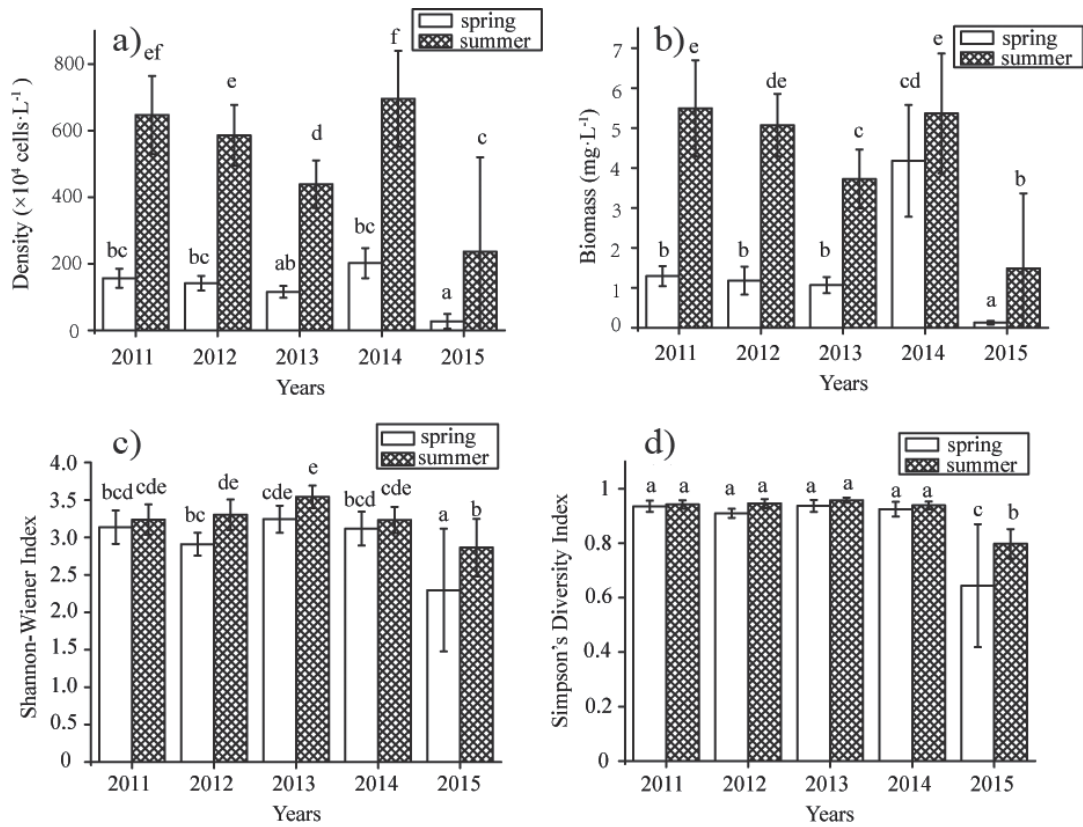 a)
spring
summer
Density (×10⁴ cells·L⁻¹)
800
600
400
200
0
ef
e
d
f
c
bc
bc
ab
bc
a
2011 2012 2013 2014 2015
Years
b)
spring
summer
Biomass (mg·L⁻¹)
7
6
5
4
3
2
1
0
e
de
c
cd
e
b
b
b
a
b
2011 2012 2013 2014 2015
Years
c)
spring
summer
Shannon-Wiener Index
4.0
3.5
3.0
2.5
2.0
1.5
1.0
0.5
0
bcd cde
bc
de
cde
e
bcd cde
a
b
2011 2012 2013 2014 2015
Years
d)
spring
summer
Simpson's Diversity Index
1
0.8
0.6
0.4
0.2
0
a a a a a a a a
c
b
2011 2012 2013 2014 2015
Years